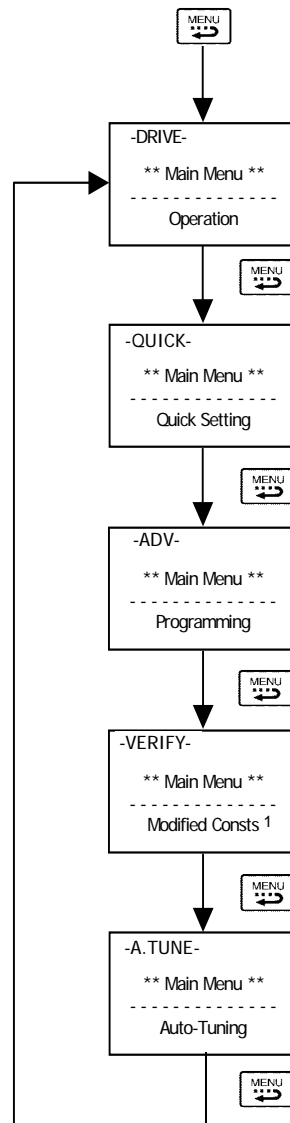 MENU
-DRIVE-
** Main Menu **
- - - - - - - - - - - - - -
Operation
MENU
-QUICK-
** Main Menu **
- - - - - - - - - - - - - -
Quick Setting
MENU
-ADV-
** Main Menu **
- - - - - - - - - - - - - -
Programming
MENU
-VERIFY-
** Main Menu **
- - - - - - - - - - - - - -
Modified Consts 1
MENU
-A.TUNE-
** Main Menu **
- - - - - - - - - - - - - -
Auto-Tuning
MENU